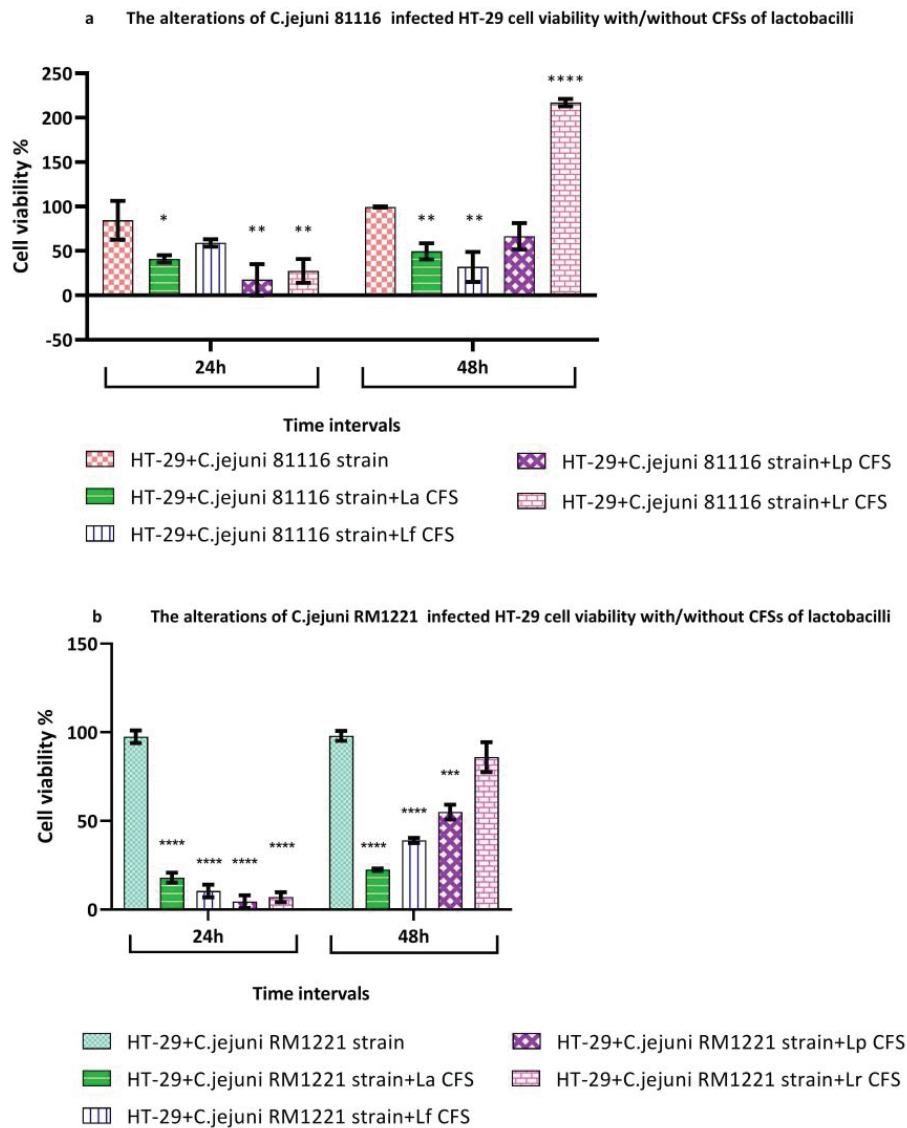 a The alterations of C.jejuni 81116 infected HT-29 cell viability with/without CFSs of lactobacilli
Cell viability %
250
200
150
100
50
0
-50
*
**
**
**
**
****
24h
48h
Time intervals
HT-29+C.jejuni 81116 strain
HT-29+C.jejuni 81116 strain+La CFS
HT-29+C.jejuni 81116 strain+Lf CFS
HT-29+C.jejuni 81116 strain+Lp CFS
HT-29+C.jejuni 81116 strain+Lr CFS
b The alterations of C.jejuni RM1221 infected HT-29 cell viability with/without CFSs of lactobacilli
Cell viability %
150
100
50
0
****
****
****
****
****
****
***
24h
48h
Time intervals
HT-29+C.jejuni RM1221 strain
HT-29+C.jejuni RM1221 strain+La CFS
HT-29+C.jejuni RM1221 strain+Lf CFS
HT-29+C.jejuni RM1221 strain+Lp CFS
HT-29+C.jejuni RM1221 strain+Lr CFS